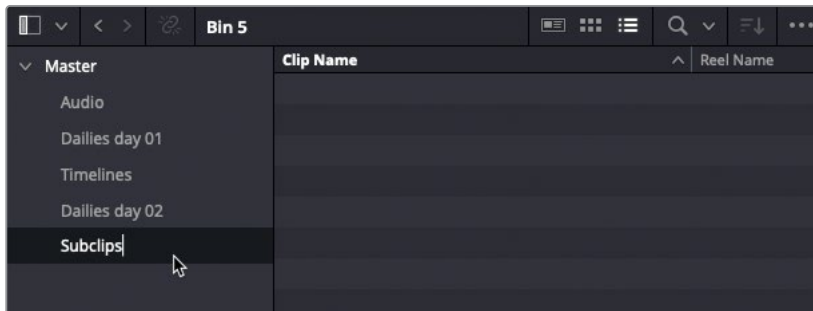 Bin 5
Master
Clip Name
Reel Name
Audio
Dailies day 01
Timelines
Dailies day 02
Subclips